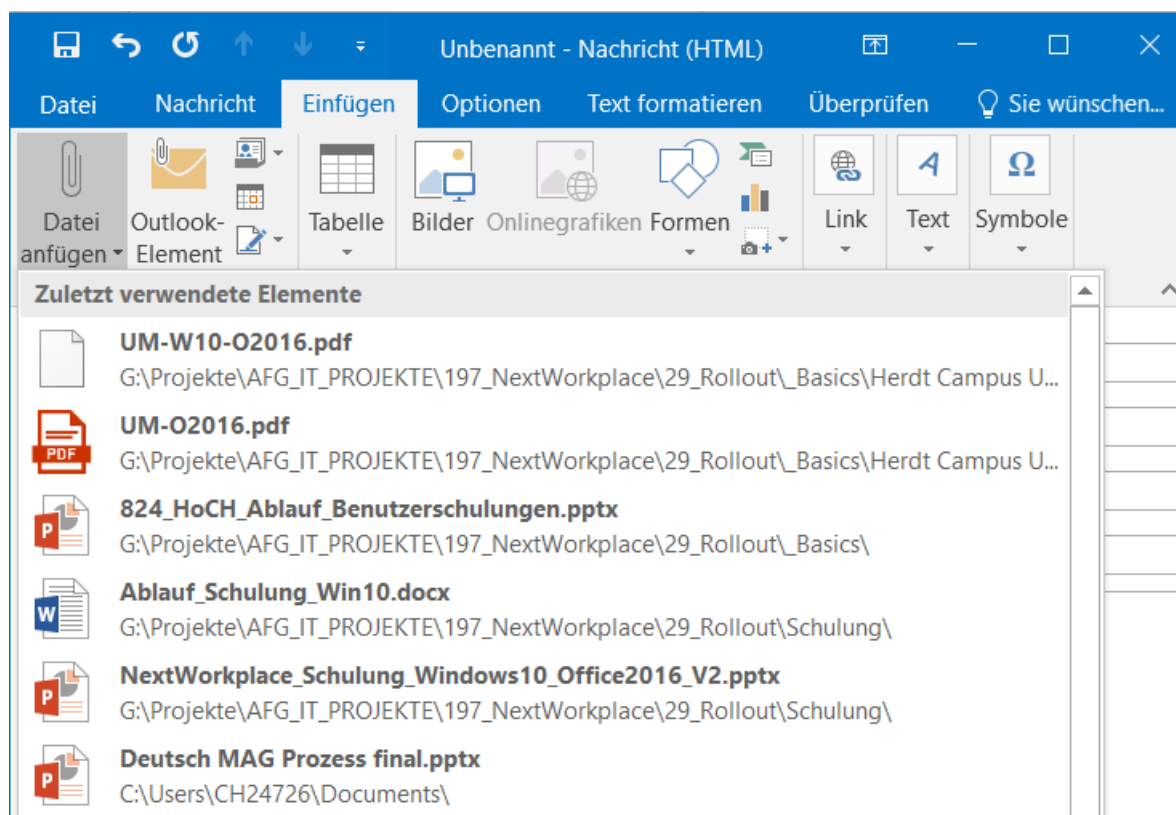 Unbenannt - Nachricht (HTML)
Datei Nachricht Einfügen Optionen Text formatieren Überprüfen Sie wünschen...
Datei anfügen
Outlook-Element
Tabelle
Bilder
Onlinegrafiken
Formen
Link
Text
Symbole
Zuletzt verwendete Elemente
UM-W10-O2016.pdf
G:\Projekte\AFG_IT_PROJEKTE\197_NextWorkplace\29_Rollout\_Basics\Herdt Campus U...
PDF
UM-O2016.pdf
G:\Projekte\AFG_IT_PROJEKTE\197_NextWorkplace\29_Rollout\_Basics\Herdt Campus U...
P
824_HoCH_Ablauf_Benutzerschulungen.pptx
G:\Projekte\AFG_IT_PROJEKTE\197_NextWorkplace\29_Rollout\_Basics\
W
Ablauf_Schulung_Win10.docx
G:\Projekte\AFG_IT_PROJEKTE\197_NextWorkplace\29_Rollout\Schulung\
P
NextWorkplace_Schulung_Windows10_Office2016_V2.pptx
G:\Projekte\AFG_IT_PROJEKTE\197_NextWorkplace\29_Rollout\Schulung\
P
Deutsch MAG Prozess final.pptx
C:\Users\CH24726\Documents\